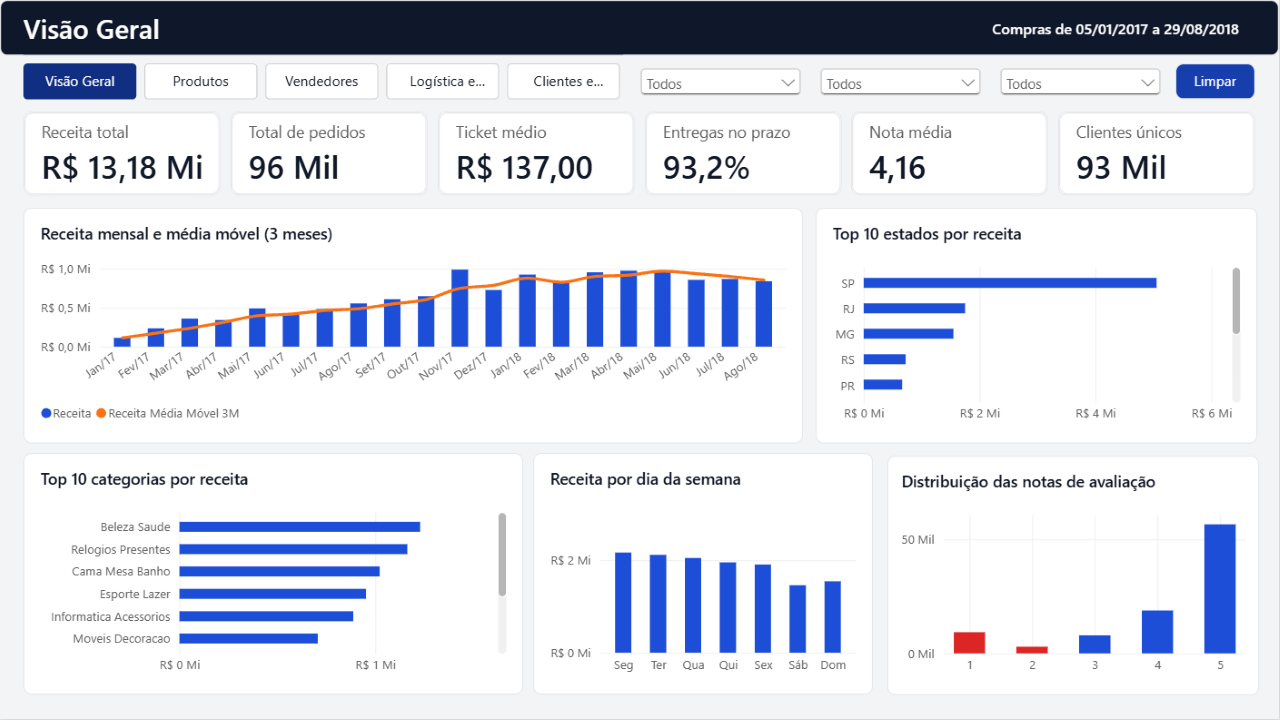 Visão Geral
Compras de 05/01/2017 a 29/08/2018
Visão Geral
Produtos
Vendedores
Logística e...
Clientes e...
Todos
Todos
Todos
Limpar
Receita total
R$ 13,18 Mi
Total de pedidos
96 Mil
Ticket médio
R$ 137,00
Entregas no prazo
93,2%
Nota média
4,16
Clientes únicos
93 Mil
Receita mensal e média móvel (3 meses)
R$ 1,0 Mi
R$ 0,5 Mi
R$ 0,0 Mi
Jan/17
Fev/17
Mar/17
Abr/17
Mai/17
Jun/17
Jul/17
Ago/17
Set/17
Out/17
Nov/17
Dez/17
Jan/18
Fev/18
Mar/18
Abr/18
Mai/18
Jun/18
Jul/18
Ago/18
Receita
Receita Média Móvel 3M
Top 10 estados por receita
SP
RJ
MG
RS
PR
R$ 0 Mi
R$ 2 Mi
R$ 4 Mi
R$ 6 Mi
Top 10 categorias por receita
Beleza Saude
Relogios Presentes
Cama Mesa Banho
Esporte Lazer
Informatica Acessorios
Moveis Decoracao
R$ 0 Mi
R$ 1 Mi
Receita por dia da semana
R$ 2 Mi
R$ 0 Mi
Seg
Ter
Qua
Qui
Sex
Sáb
Dom
Distribuição das notas de avaliação
50 Mil
0 Mil
1
2
3
4
5